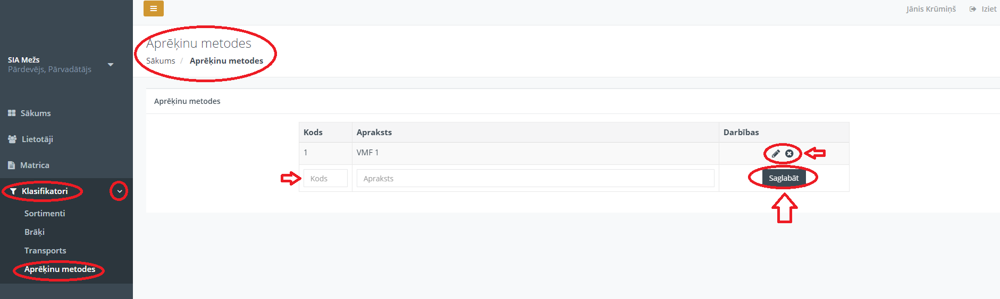 Jānis Krūmiņš Iziet
SIA Mežs
Pārdevējs, Pārvadātājs
Sākums
Lietotāji
Matrica
Klasifikatori
Sortimenti
Brāķi
Transports
Aprēķinu metodes
Aprēķinu metodes
Sākums / Aprēķinu metodes
Aprēķinu metodes
Kods Apraksts Darbības
1 VMF 1
Kods Apraksts Saglabāt